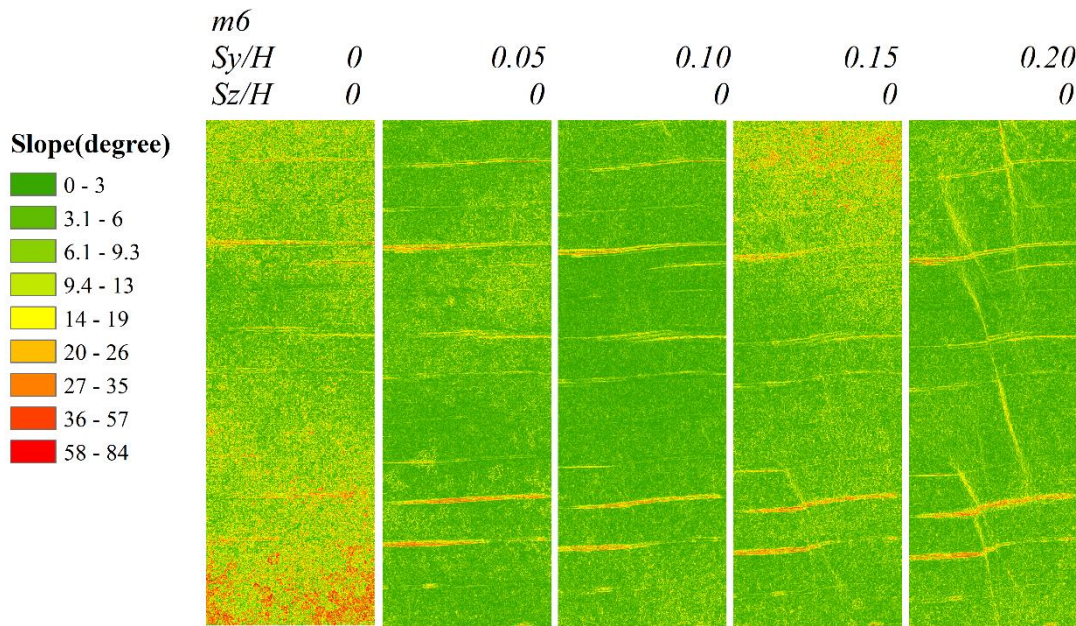 m6
Sy/H 0 0.05 0.10 0.15 0.20
Sz/H 0 0 0 0 0
Slope(degree)
0 - 3
3.1 - 6
6.1 - 9.3
9.4 - 13
14 - 19
20 - 26
27 - 35
36 - 57
58 - 84